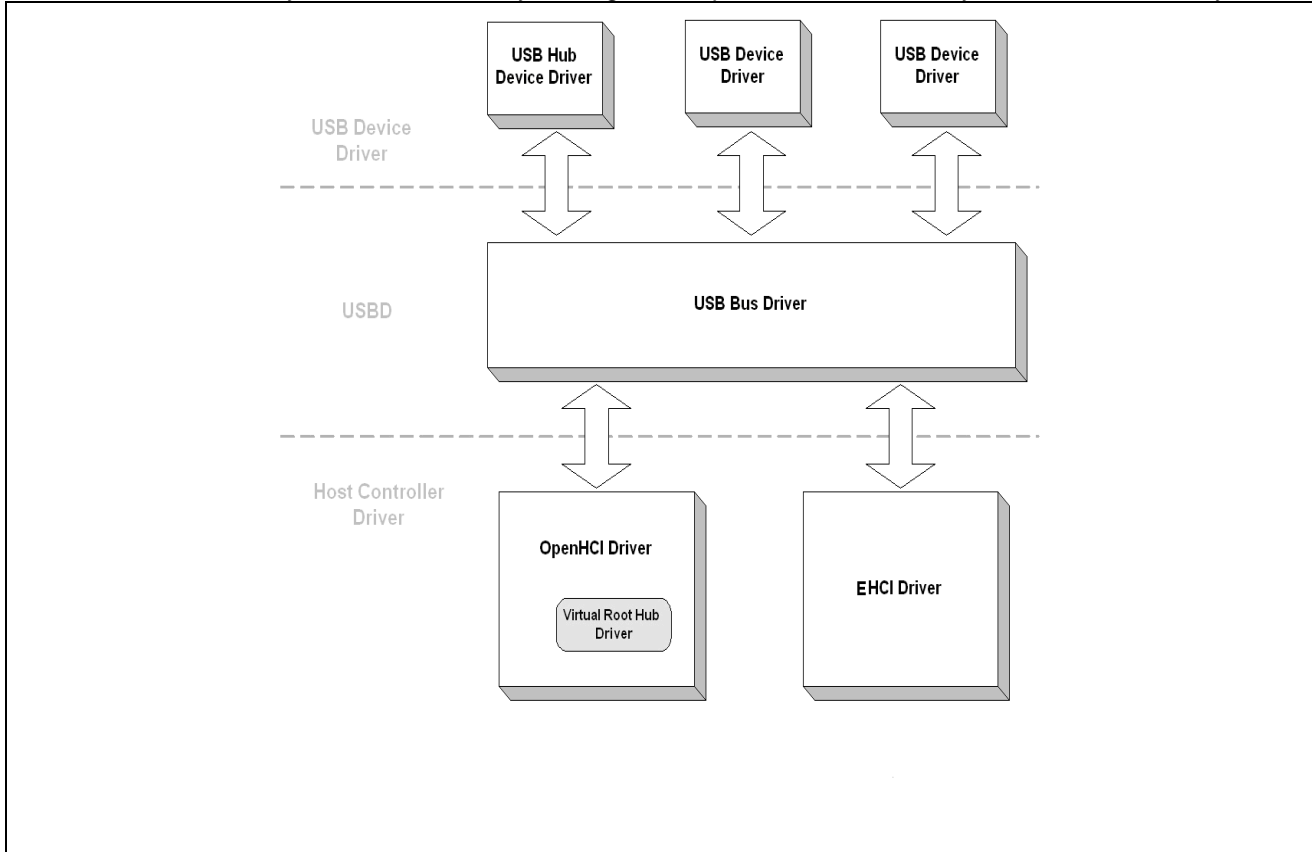 USB Hub
Device Driver
USB Device
Driver
USB Device
Driver
USB Device
Driver
USBD
USB Bus Driver
Host Controller
Driver
OpenHCI Driver
Virtual Root Hub
Driver
EHCI Driver